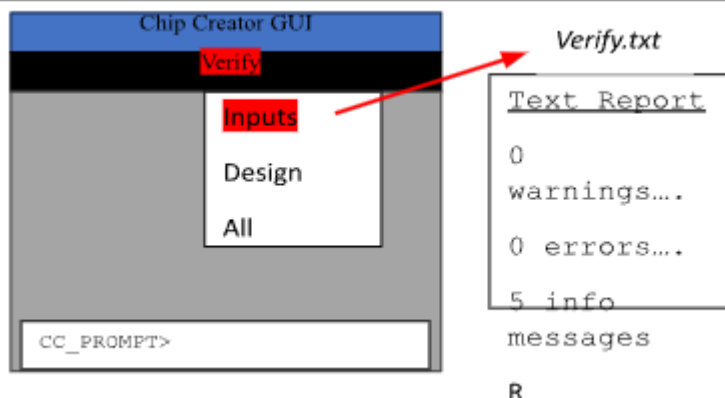 Chip Creator GUI
Verify
Inputs
Design
All
CC_PROMPT>
Verify.txt
Text Report
0
warnings….
0 errors….
5 info
messages
R